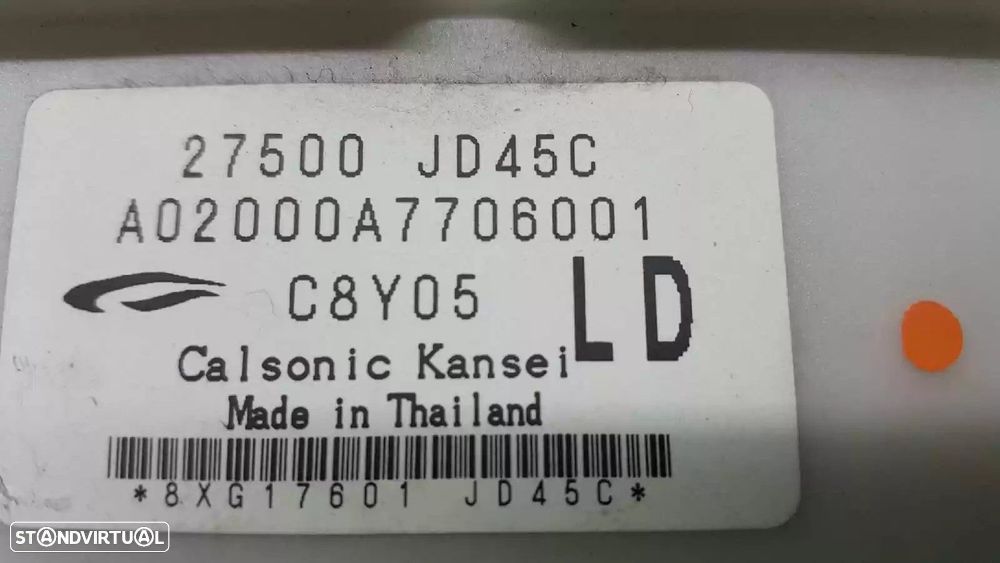 27500 JD45C
A02000A7706001
C8Y05 LD
Calsonic Kansei
Made in Thailand
*8XG17601 JD45C*
STANDVIRTUAL